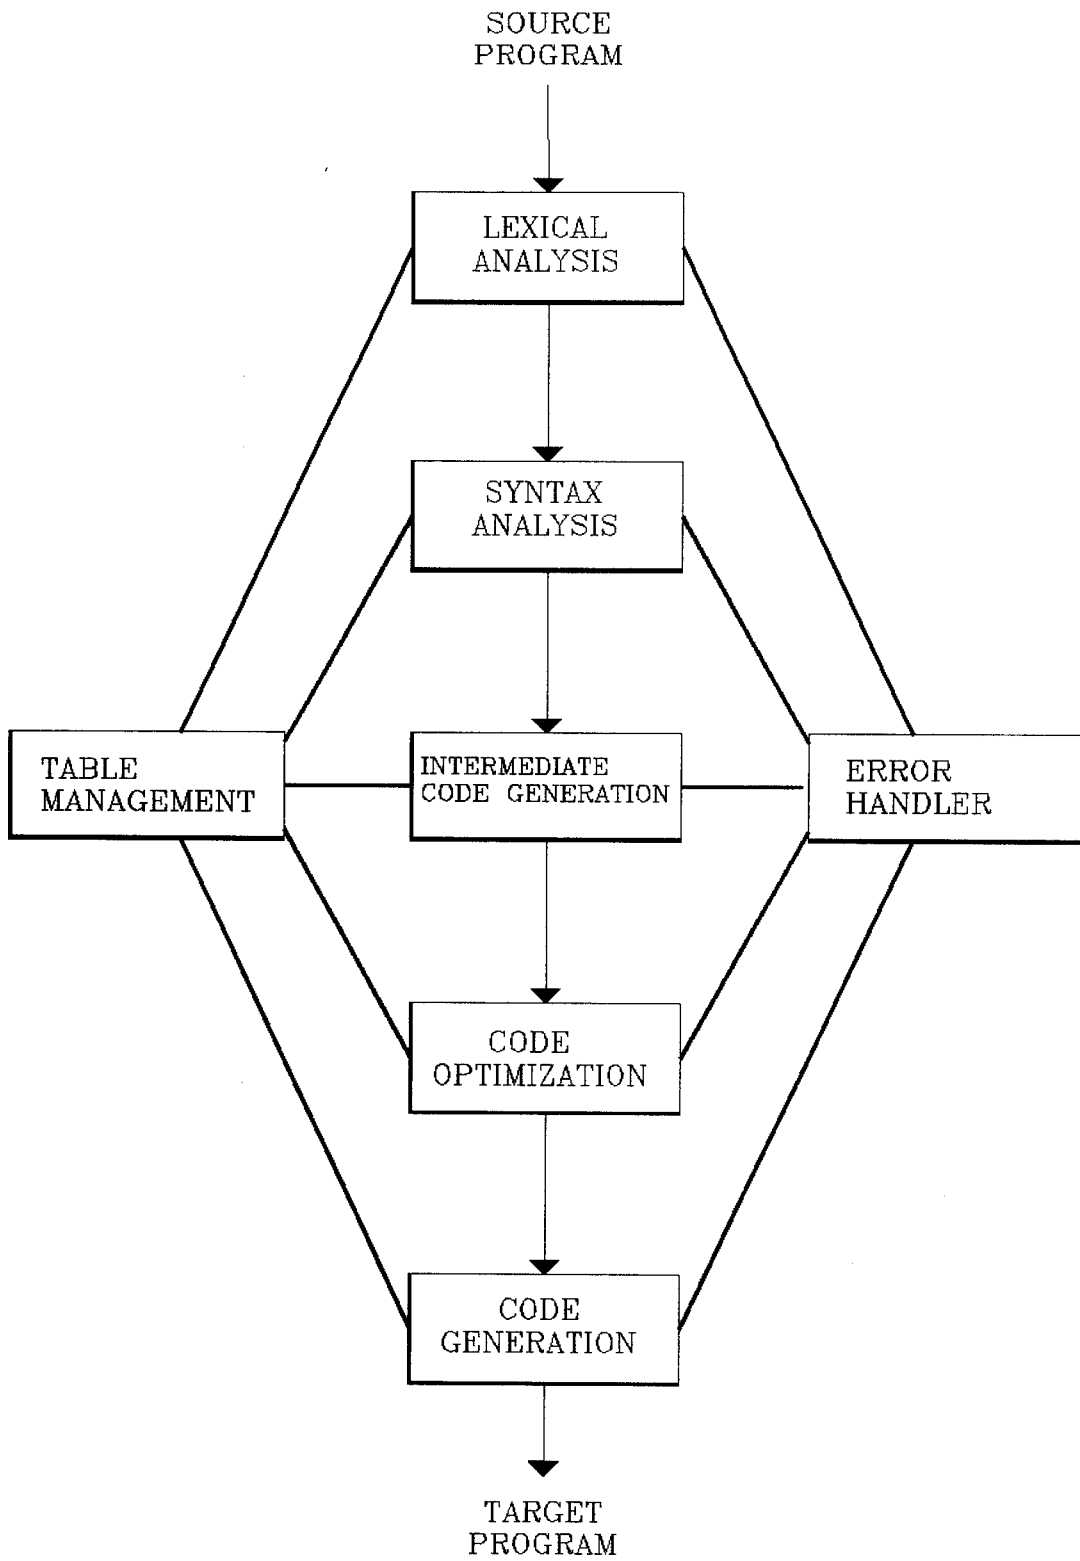 SOURCE
PROGRAM
LEXICAL
ANALYSIS
SYNTAX
ANALYSIS
TABLE
MANAGEMENT
INTERMEDIATE
CODE GENERATION
ERROR
HANDLER
CODE
OPTIMIZATION
CODE
GENERATION
TARGET
PROGRAM